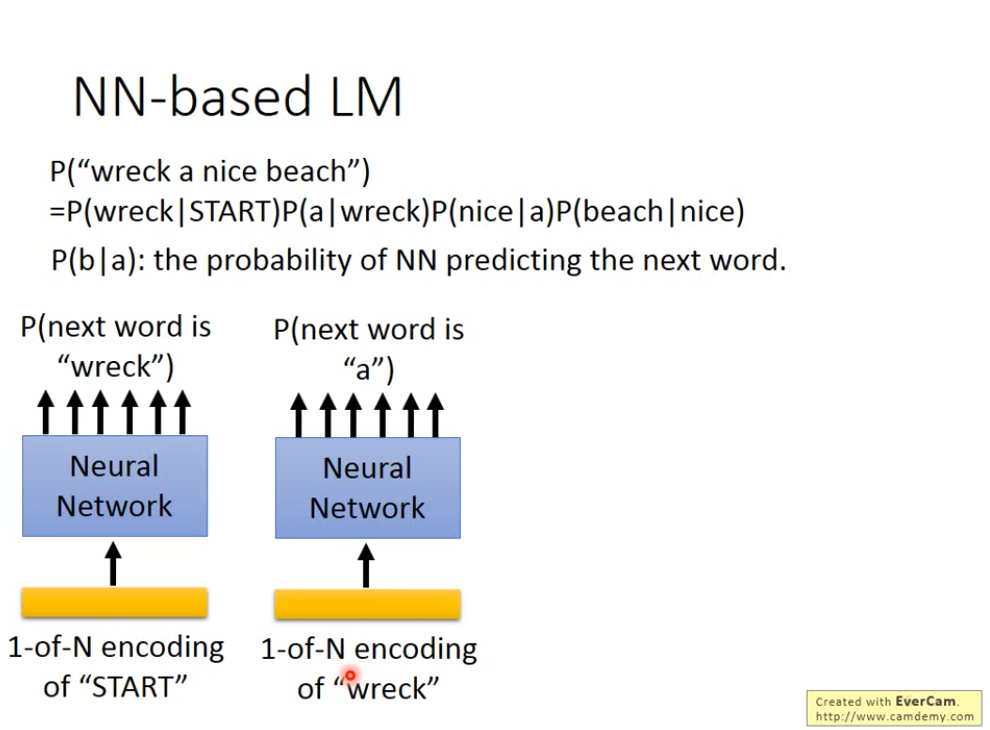 NN-based LM
P(“wreck a nice beach”)
=P(wreck|START)P(a|wreck)P(nice|a)P(beach|nice)
P(b|a): the probability of NN predicting the next word.
P(next word is
“wreck”)
P(next word is
“a”)
Neural
Network
Neural
Network
1-of-N encoding
of “START”
1-of-N encoding
of “wreck”
Created with EverCam.
http://www.camdemy.com